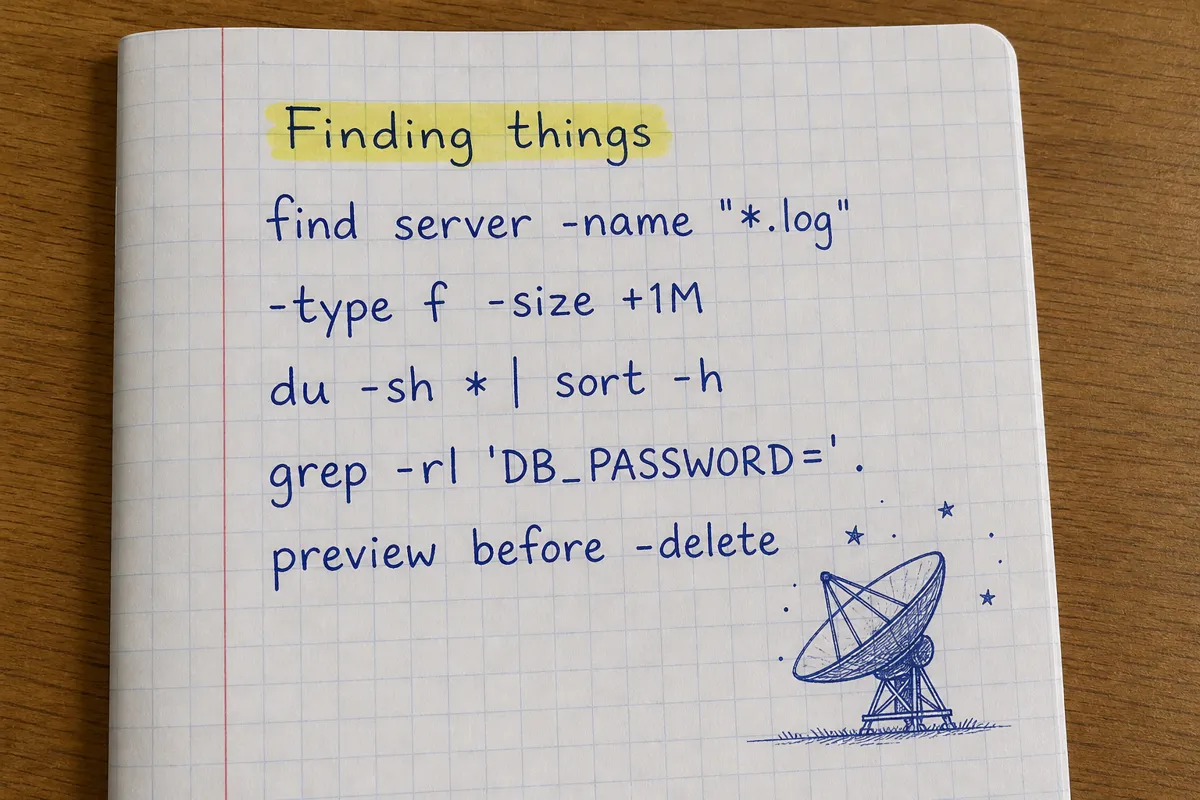 Finding things
find server -name "*.log"
-type f -size +1M
du -sh * | sort -h
grep -rl 'DB_PASSWORD=' .
preview before -delete